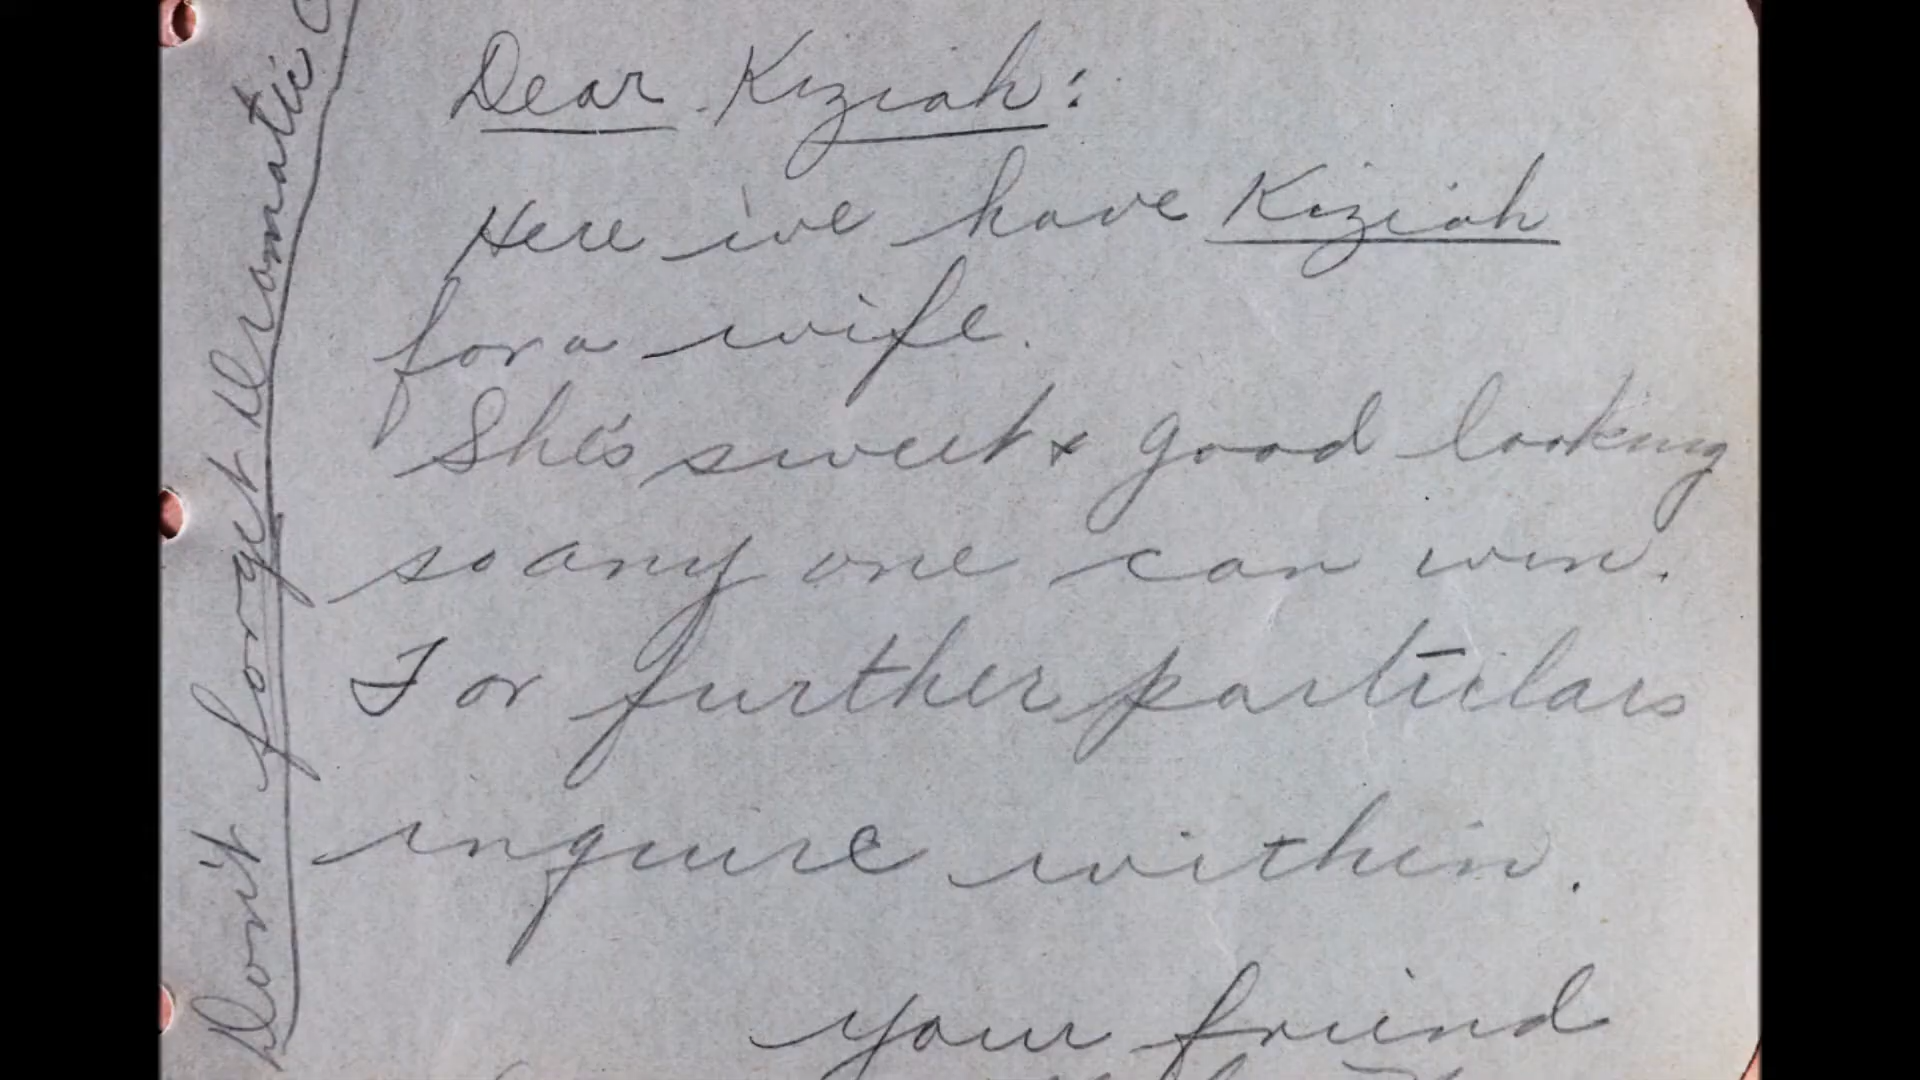 Dear Kiziah:
Here we have Kiziah
for a wife.
She's sweet & good looking
so any one can win.
For further particlars
inquire within.
your friend
Don't forget Dramatic